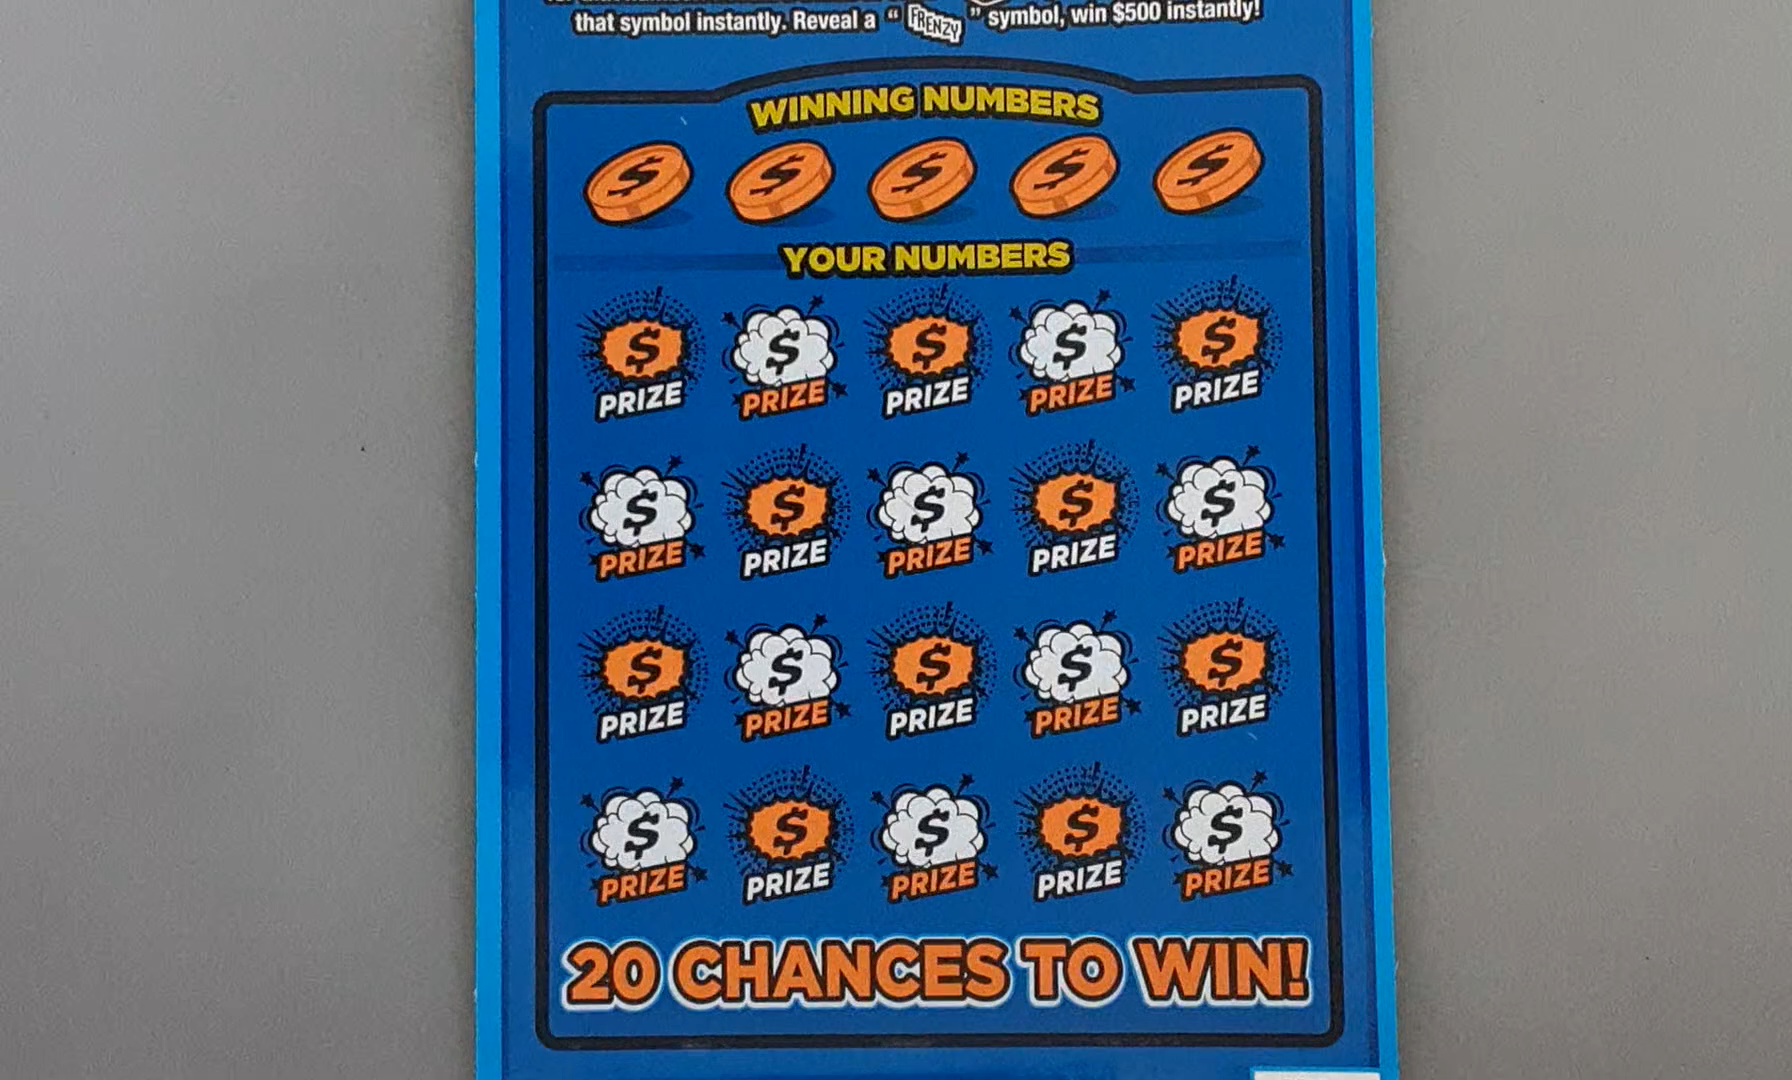 that symbol instantly. Reveal a “ FRENZY ” symbol, win $500 instantly!
WINNING NUMBERS
$ $ $ $ $
YOUR NUMBERS
$ $ $ $ $
PRIZE PRIZE PRIZE PRIZE PRIZE
$ $ $ $ $
PRIZE PRIZE PRIZE PRIZE PRIZE
$ $ $ $ $
PRIZE PRIZE PRIZE PRIZE PRIZE
$ $ $ $ $
PRIZE PRIZE PRIZE PRIZE PRIZE
20 CHANCES TO WIN!